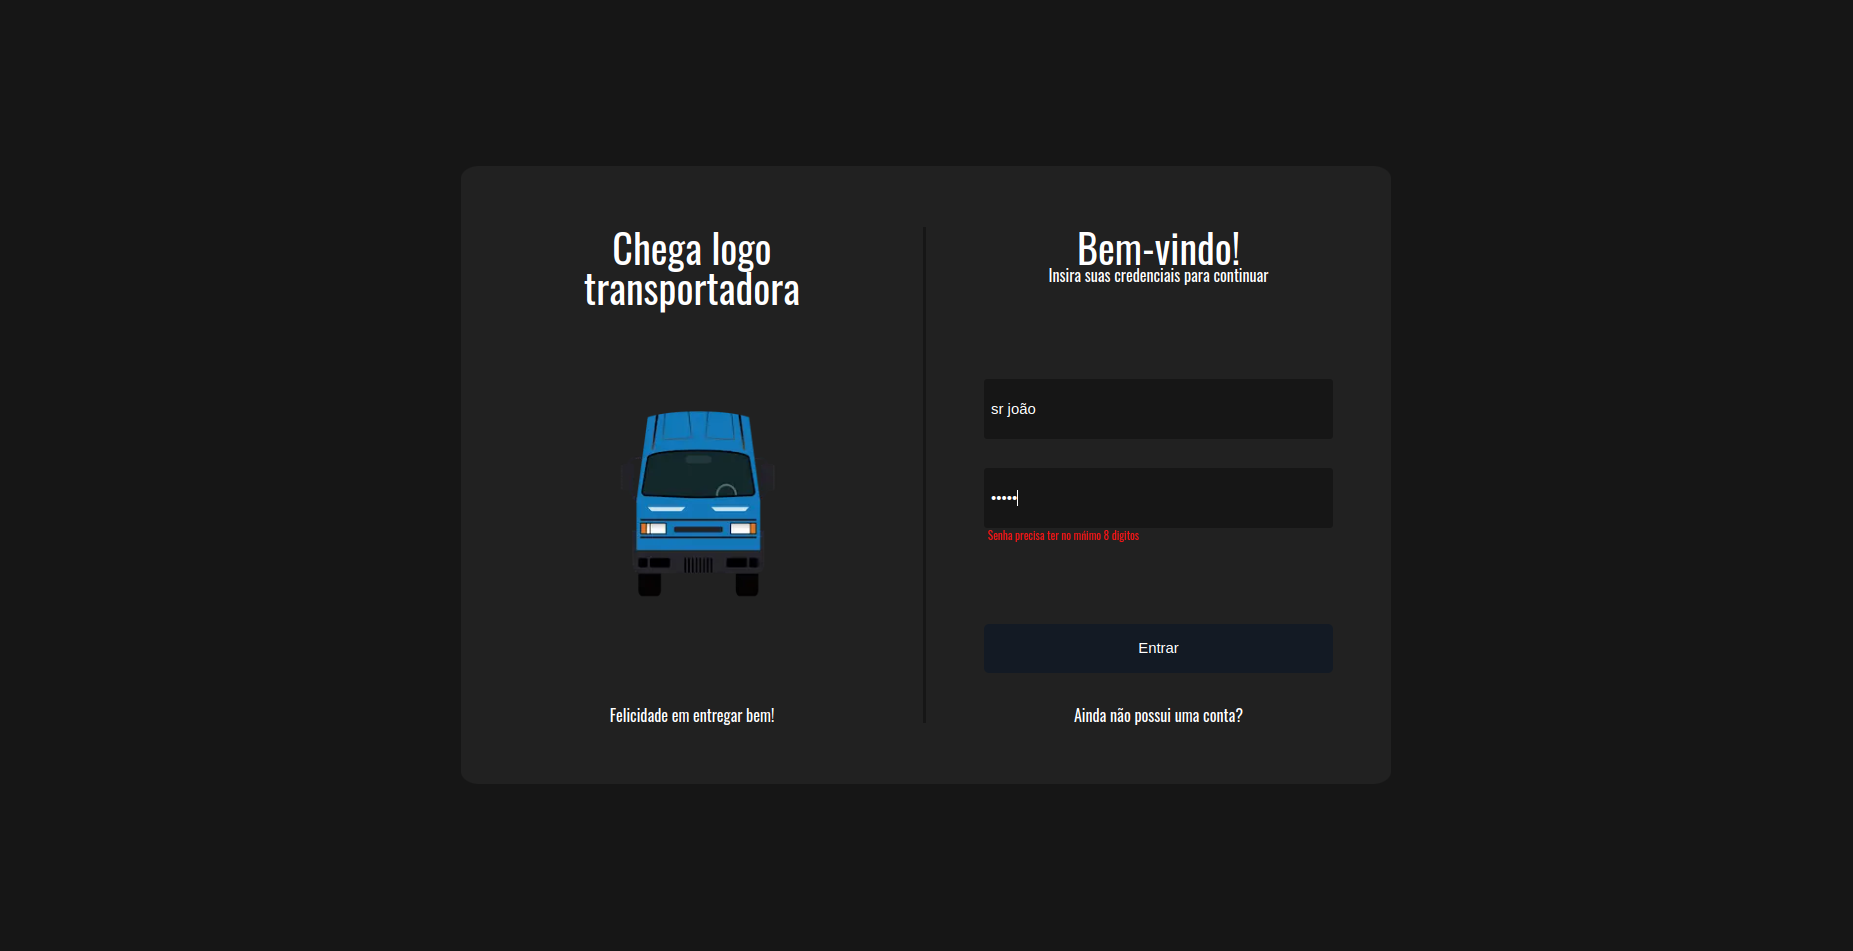 Chega logo
transportadora
Felicidade em entregar bem!
Bem-vindo!
Insira suas credenciais para continuar
sr joão
•••••
Senha precisa ter no méimo 8 digitos
Entrar
Ainda não possui uma conta?